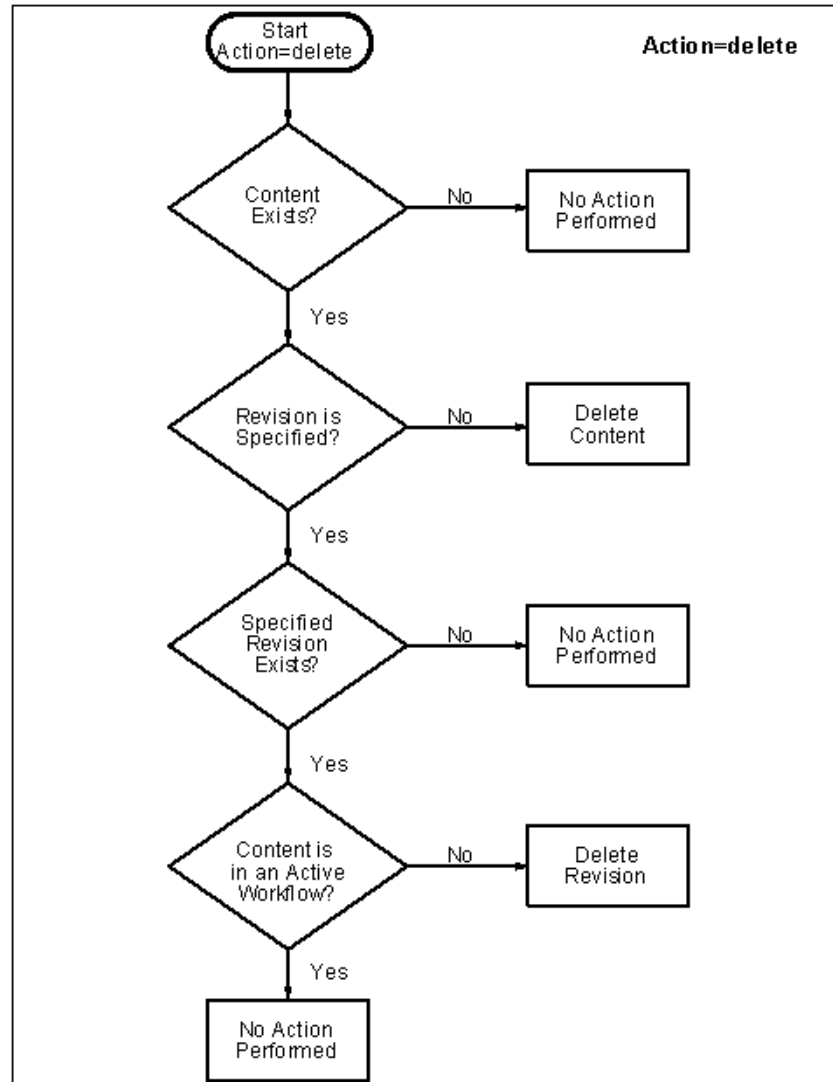 Start
Action=delete
Action=delete
Content
Exists?
No
No Action
Performed
Yes
Revision is
Specified?
No
Delete
Content
Yes
Specified
Revision
Exists?
No
No Action
Performed
Yes
Content is
in an Active
Workflow?
No
Delete
Revision
Yes
No Action
Performed